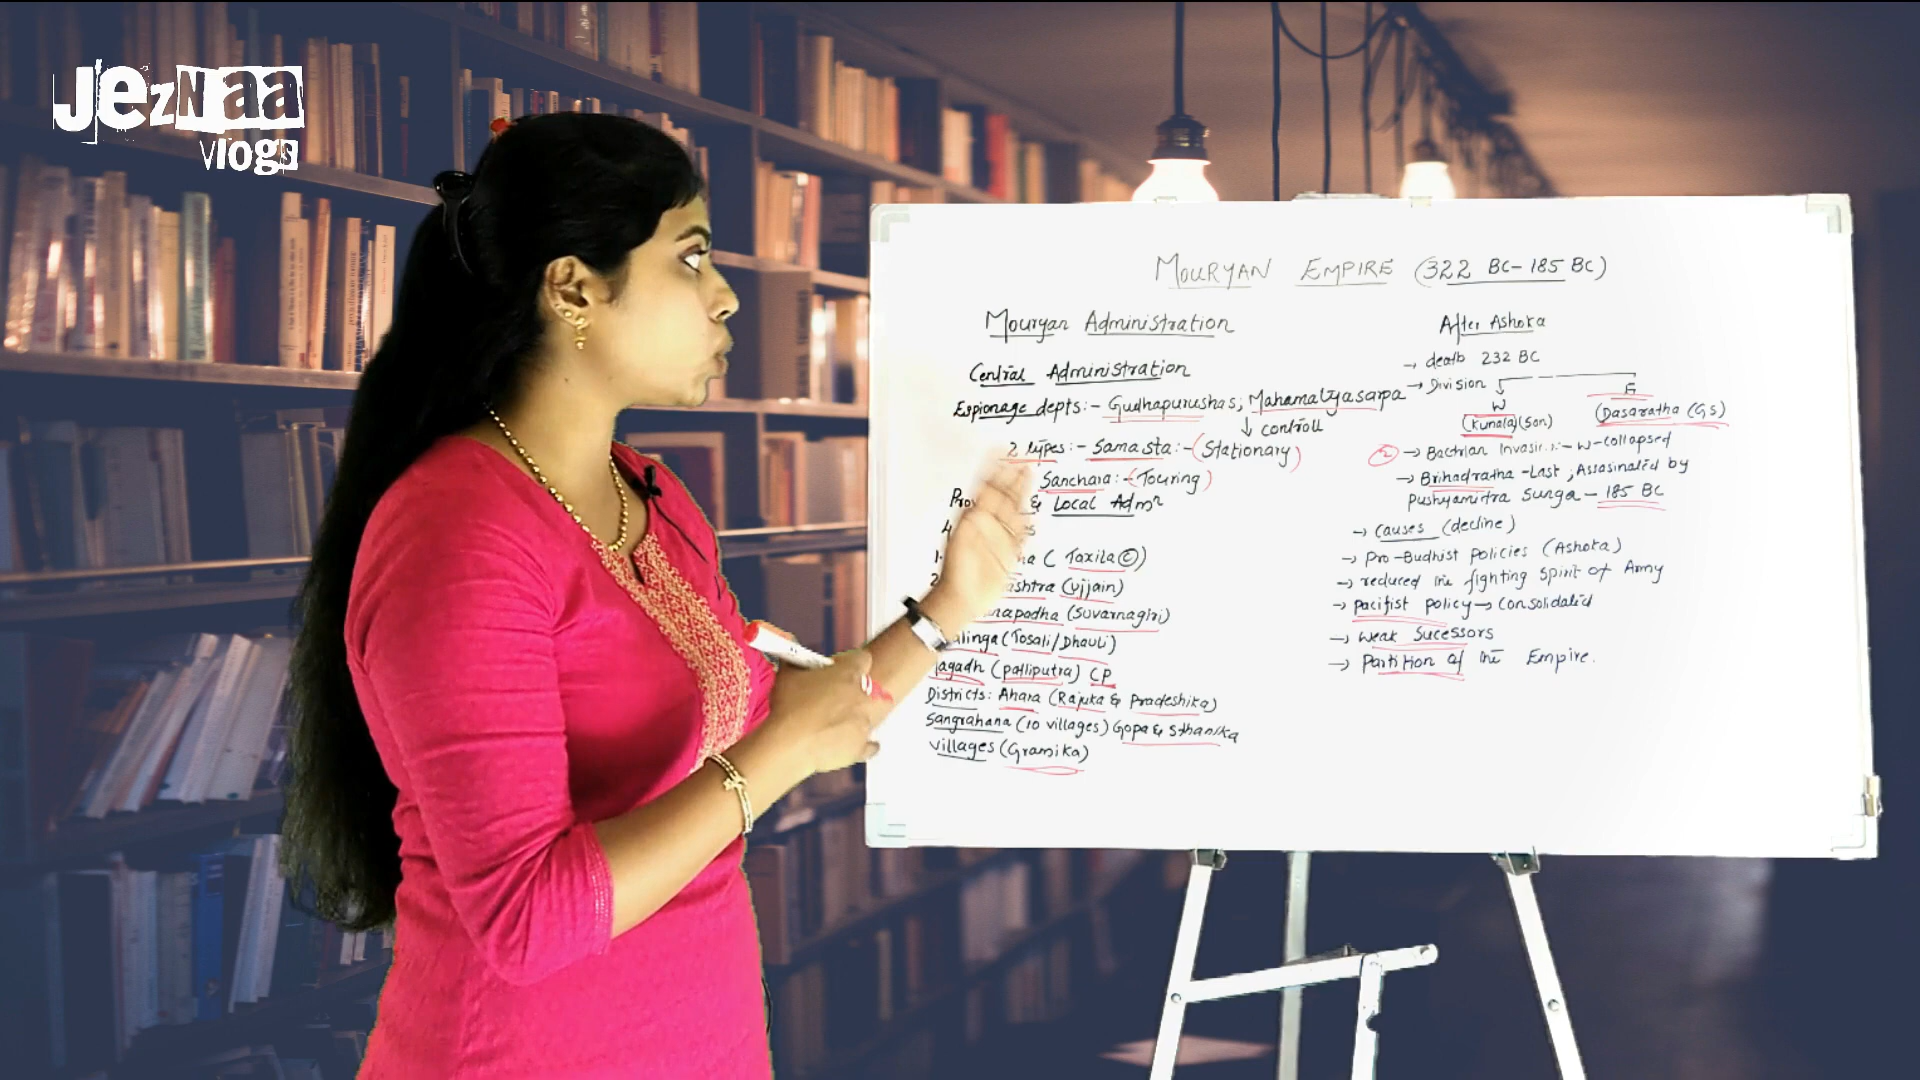 JEZNaa
vlogs
MOURYAN EMPIRE (322 BC-185 BC)
Mouryan Administration
Central Administration
Espionage depts:- Gudhapurushas; Mahamatyasarpa
↓ controll
2 types:- Samasta:- (Stationary)
Sanchara:- (Touring)
& Local Admn
( Taxila ©)
(Ujjain)
(Suvarnagiri)
(Tosali/Dhauli)
(patliputra) CP
Districts: Ahara (Rajuka & Pradeshika)
Sangrahana (10 villages) Gopa & Sthanika
villages (Gramika)
After Ashoka
→ death 232 BC
→ Division
W
(Kunala) (Son)
E
(Dasaratha (GS)
② → Bactrian Invasion:- W-collapsed
→ Brihadratha -Last; Assasinated by
Pushyamitra Sunga - 185 BC
→ causes (decline)
→ pro-Budhist policies (Ashoka)
→ reduced the fighting spirit of Army
→ pacifist policy → consolidated
→ Weak Sucessors
→ Partition of the Empire.